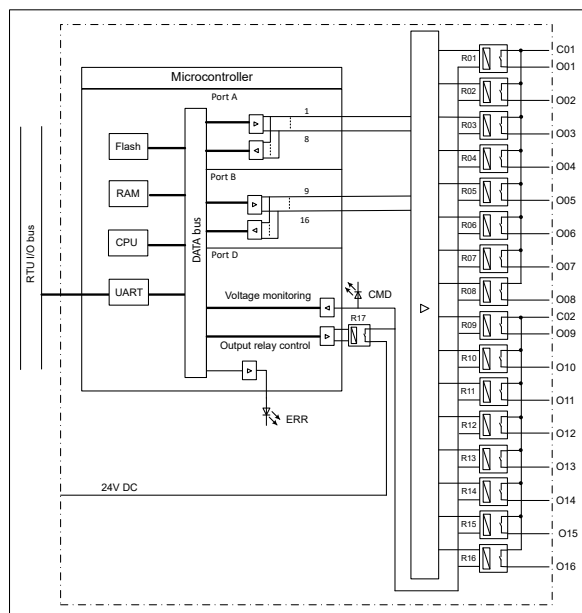 Microcontroller
Port A
1
8
Port B
9
16
Port D
Flash
RAM
CPU
UART
DATA bus
RTU I/O bus
Voltage monitoring
CMD
R17
Output relay control
ERR
24V DC
R01
C01
O01
R02
O02
R03
O03
R04
O04
R05
O05
R06
O06
R07
O07
R08
O08
C02
R09
O09
R10
O10
R11
O11
R12
O12
R13
O13
R14
O14
R15
O15
R16
O16